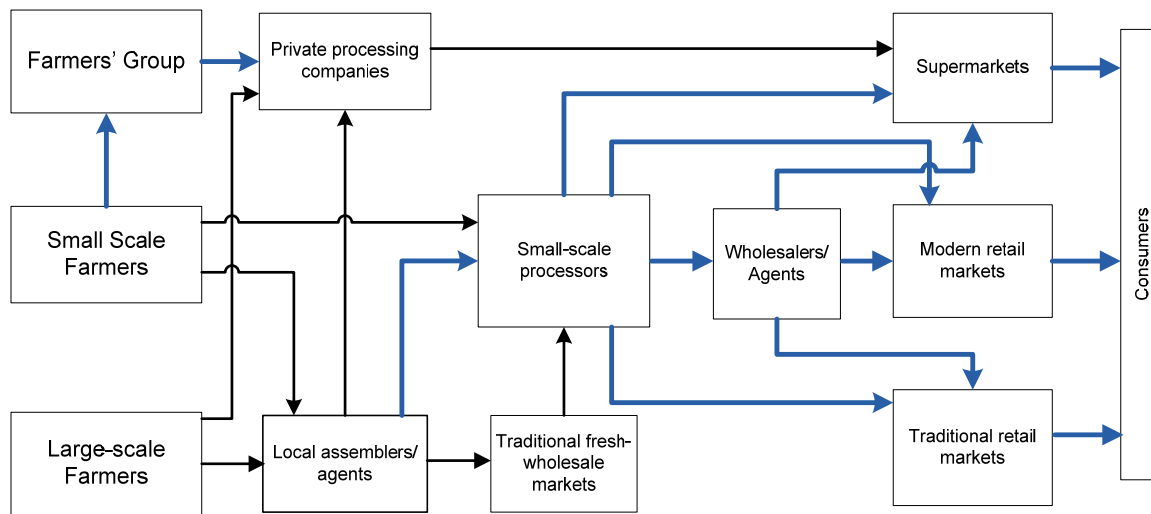 Farmers’ Group
Private processing
companies
Supermarkets
Small Scale
Farmers
Small-scale
processors
Wholesalers/
Agents
Modern retail
markets
Consumers
Large–scale
Farmers
Local assemblers/
agents
Traditional fresh-
wholesale
markets
Traditional retail
markets